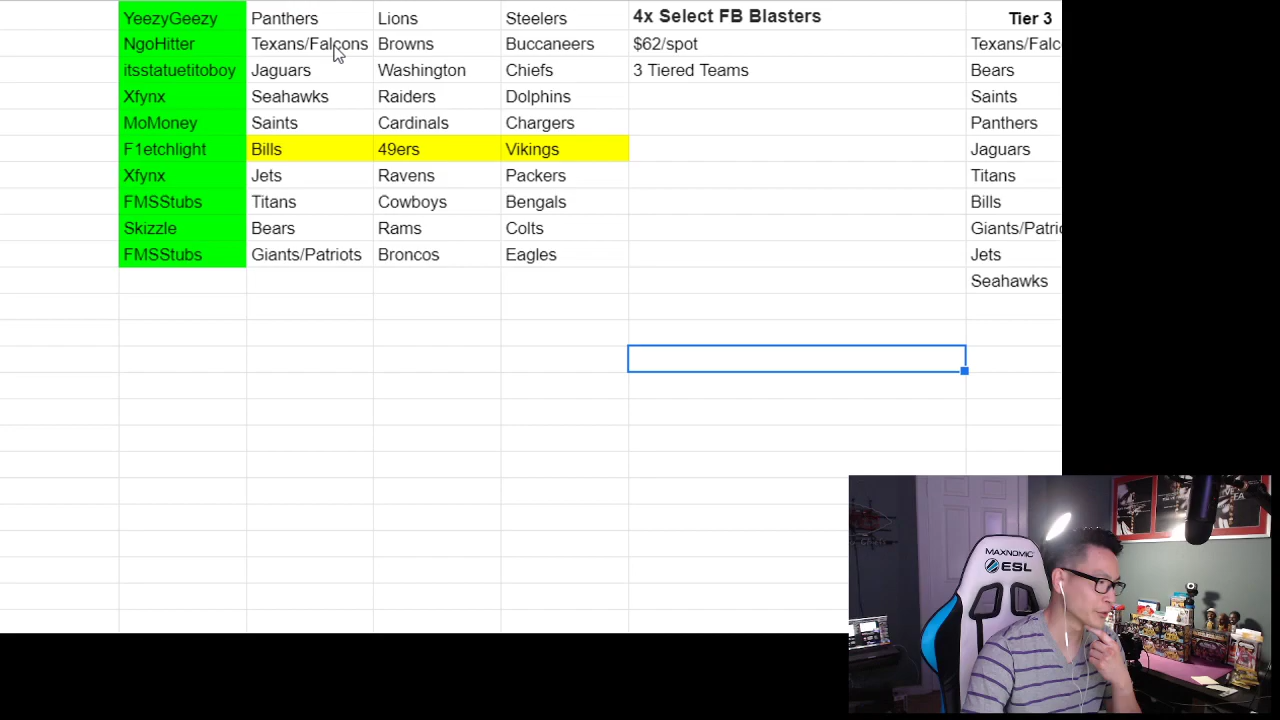 YeezyGeezy Panthers Lions Steelers 4x Select FB Blasters Tier 3
NgoHitter Texans/Falcons Browns Buccaneers $62/spot Texans/Falc
itsstatuetitoboy Jaguars Washington Chiefs 3 Tiered Teams Bears
Xfynx Seahawks Raiders Dolphins Saints
MoMoney Saints Cardinals Chargers Panthers
F1etchlight Bills 49ers Vikings Jaguars
Xfynx Jets Ravens Packers Titans
FMSStubs Titans Cowboys Bengals Bills
Skizzle Bears Rams Colts Giants/Patri
FMSStubs Giants/Patriots Broncos Eagles Jets
Seahawks
MAXNOMIC
ESL